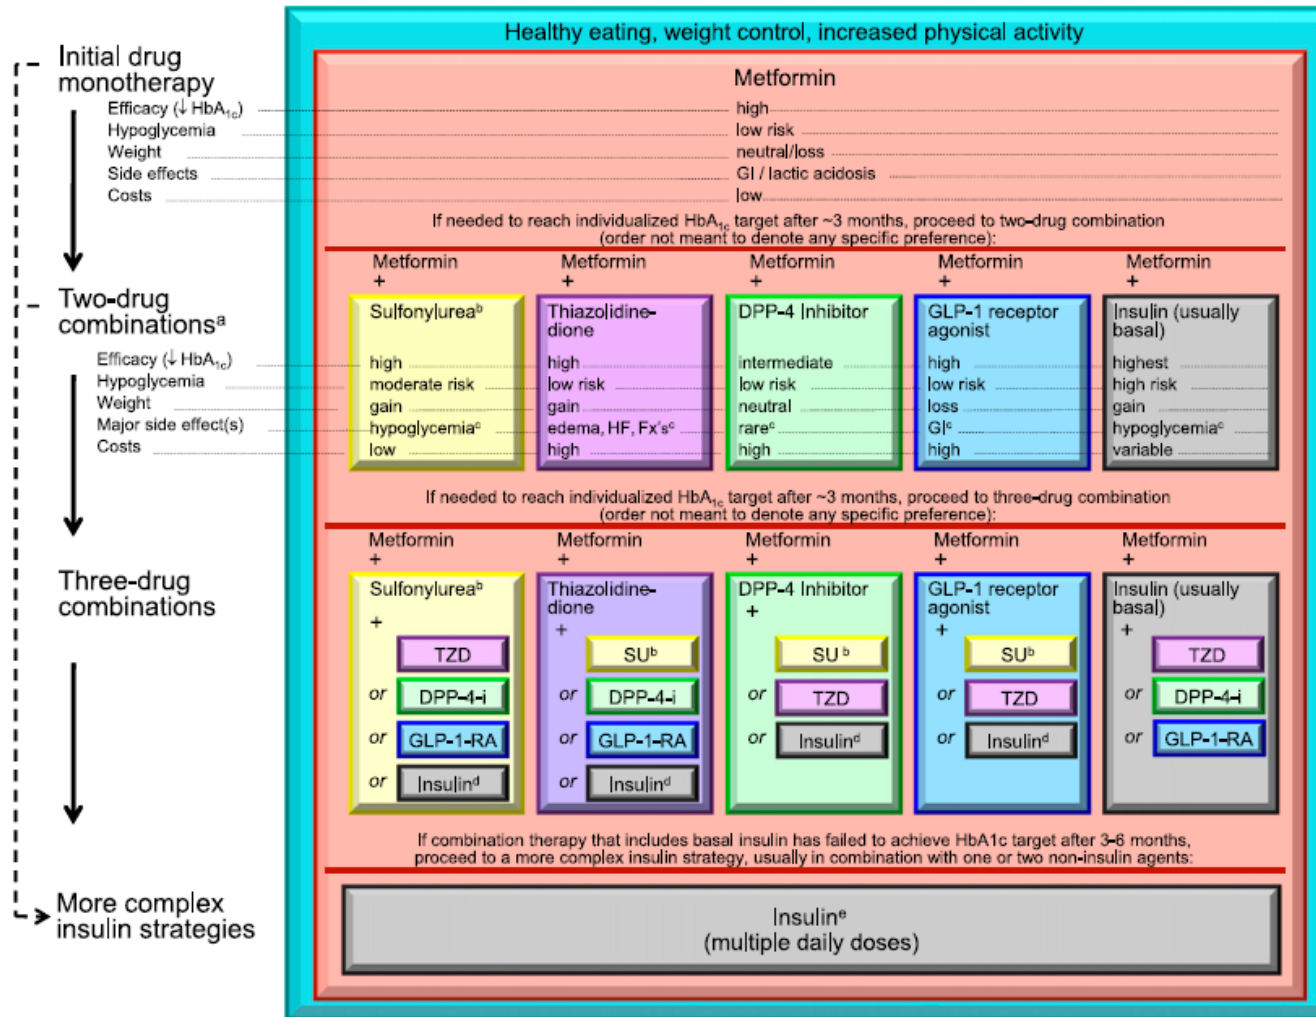 Healthy eating, weight control, increased physical activity
Initial drug
monotherapy
Metformin
Efficacy (↓ HbA1c) high
Hypoglycemia low risk
Weight neutral/loss
Side effects GI / lactic acidosis
Costs low
If needed to reach individualized HbA1c target after ~3 months, proceed to two-drug combination
(order not meant to denote any specific preference):
Metformin Metformin Metformin Metformin Metformin
+ + + + +
Two-drug
combinationsᵃ
Sulfonylureaᵇ Thiazolidine- DPP-4 Inhibitor GLP-1 receptor Insulin (usually
dione agonist basal)
Efficacy (↓ HbA1c) high high intermediate high highest
Hypoglycemia moderate risk low risk low risk low risk high risk
Weight gain gain neutral loss gain
Major side effect(s) hypoglycemiaᶜ edema, HF, Fx'sᶜ rareᶜ GIᶜ hypoglycemiaᶜ
Costs low high high high variable
If needed to reach individualized HbA1c target after ~3 months, proceed to three-drug combination
(order not meant to denote any specific preference):
Metformin Metformin Metformin Metformin Metformin
+ + + + +
Three-drug
combinations
Sulfonylureaᵇ Thiazolidine- DPP-4 Inhibitor GLP-1 receptor Insulin (usually
dione agonist basal)
+ + + + +
TZD SUᵇ SUᵇ SUᵇ TZD
or DPP-4-i or DPP-4-i or TZD or TZD or DPP-4-i
or GLP-1-RA or GLP-1-RA or Insulinᵈ or Insulinᵈ or GLP-1-RA
or Insulinᵈ or Insulinᵈ
If combination therapy that includes basal insulin has failed to achieve HbA1c target after 3-6 months,
proceed to a more complex insulin strategy, usually in combination with one or two non-insulin agents:
More complex
insulin strategies
Insulinᵉ
(multiple daily doses)